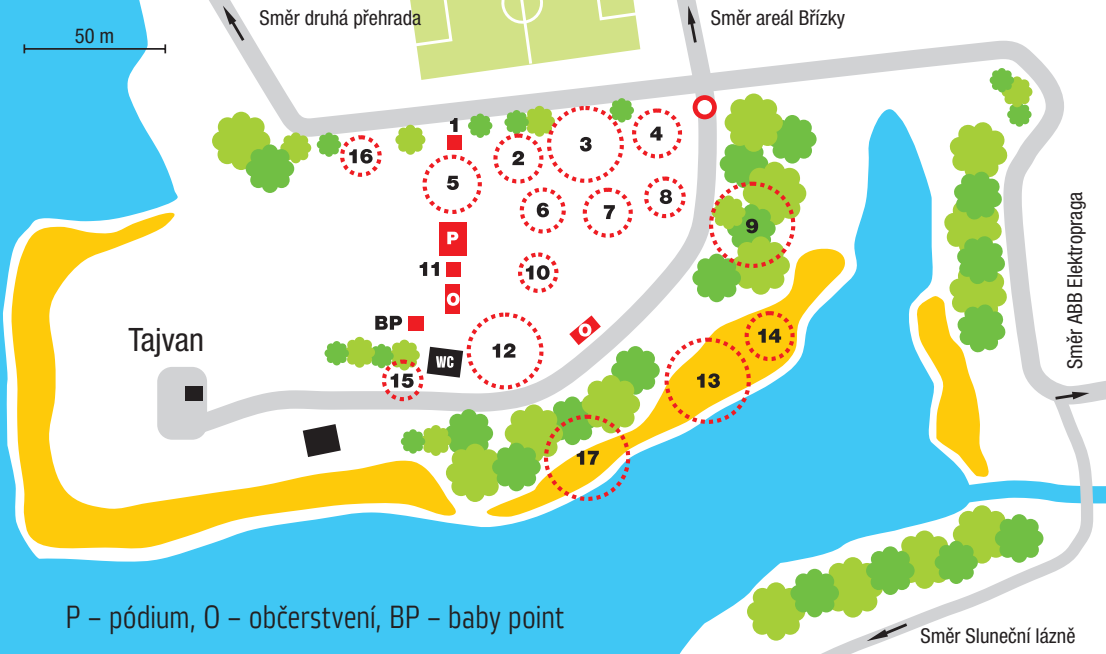 Směr druhá přehrada
Směr areál Brízky
50 m
1
2
3
4
16
5
6
7
8
9
P
11
10
O
BP
O
Tajvan
WC
12
14
15
13
17
Směr ABB Elektropraga
P – pódium, O – občerstvení, BP – baby point
Směr Sluneční lázně